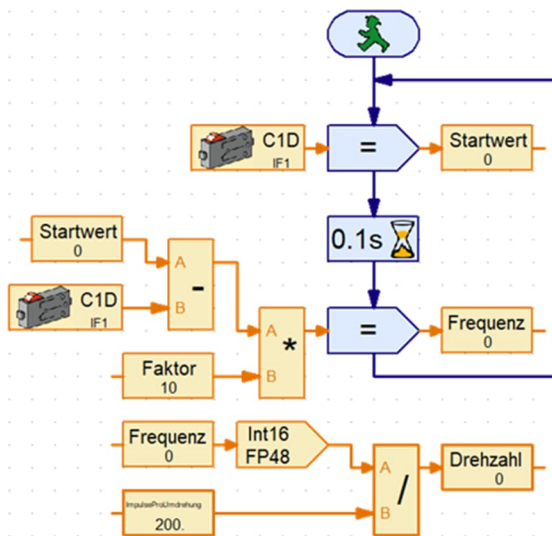 C1D
IF1
=
Startwert
0
0.1s
Startwert
0
A
B
-
C1D
IF1
A
B
*
=
Frequenz
0
Faktor
10
Frequenz
0
Int16
FP48
A
B
/
Drehzahl
0
ImpulseProUmdrehung
200.